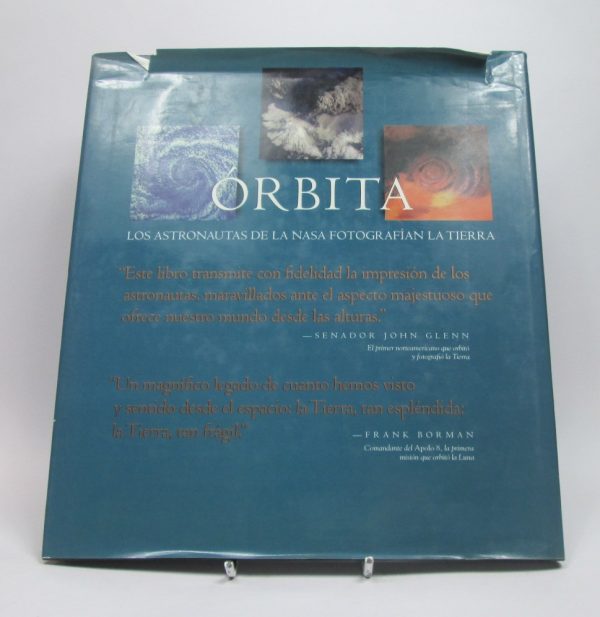 ÓRBITA
LOS ASTRONAUTAS DE LA NASA FOTOGRAFÍAN LA TIERRA
"Este libro transmite con fidelidad la impresión de los
astronautas, maravillados ante el aspecto majestuoso que
ofrece nuestro mundo desde las alturas."
—SENADOR JOHN GLENN
El primer norteamericano que orbitó
y fotografió la Tierra
"Un magnífico legado de cuanto hemos visto
y sentido desde el espacio: la Tierra, tan espléndida;
la Tierra, tan frágil."
—FRANK BORMAN
Comandante del Apolo 8, la primera
misión que orbitó la Luna